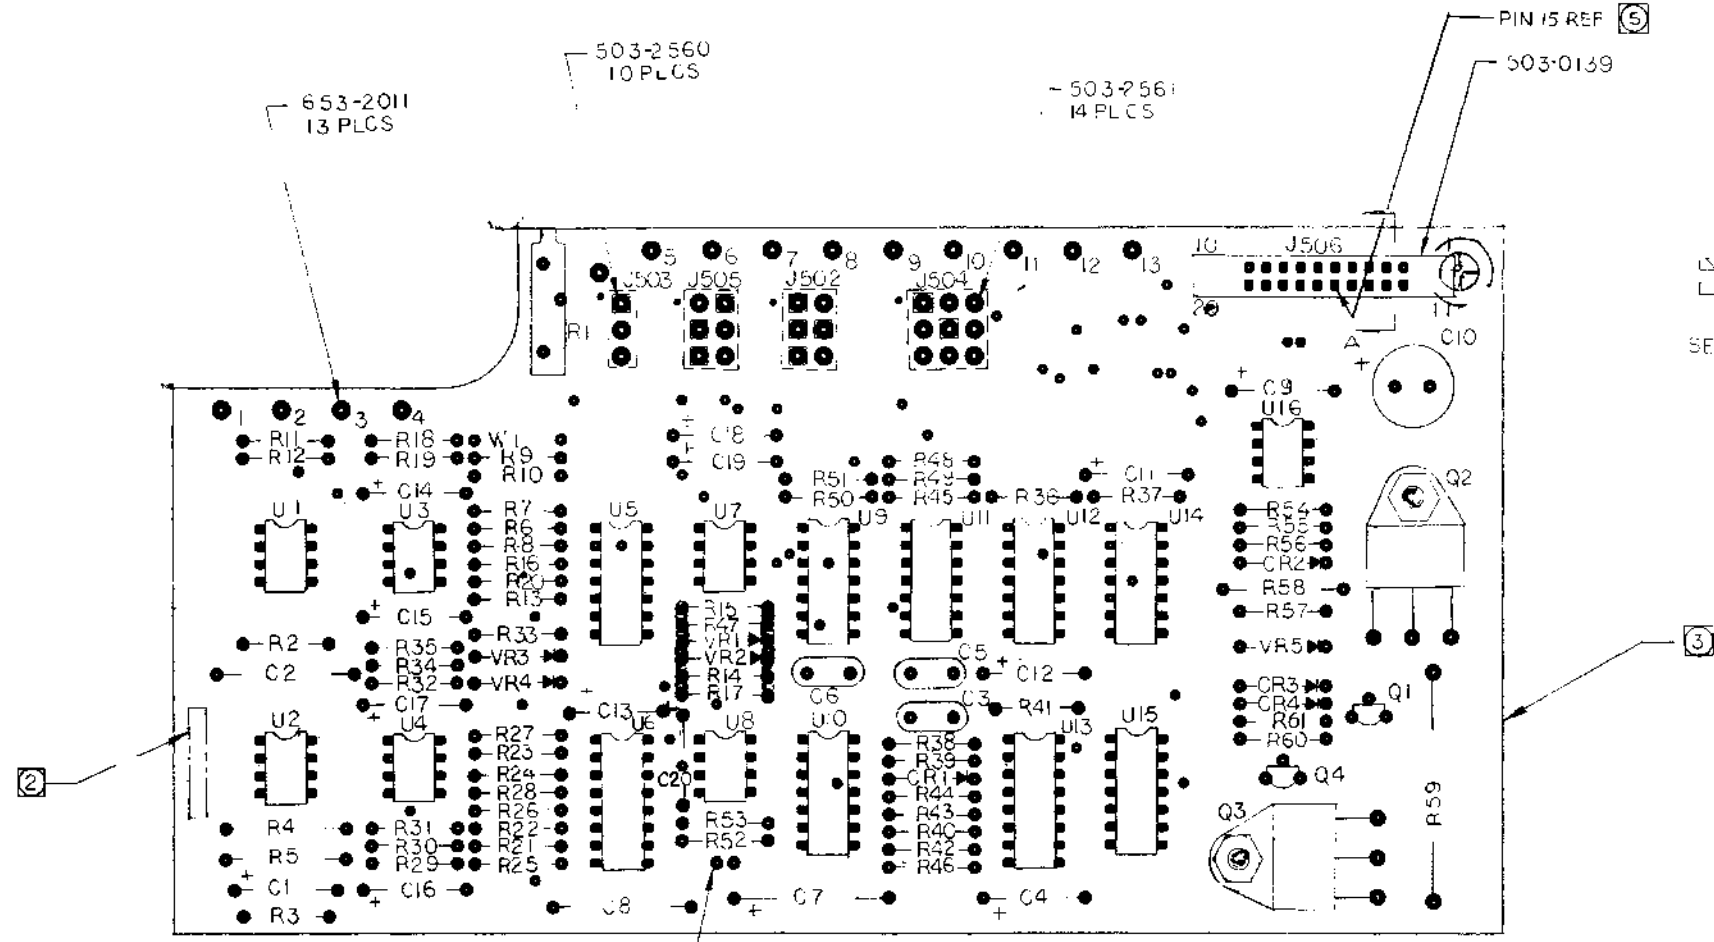 PIN 15 REF 5
503-2560
10 PLCS
503-0139
653-2011
13 PLCS
503-2561
14 PLCS
5 6 7 8 9 10 11 12 13
10 J506
J503 J505 J502 J504
R1
20 11
A C10
SE
1 2 3 4
C9
U16
R11 R18 W1 C18
R12 R19 R9 C19 R48
R10 R51 R49 C11 Q2
C14 R50 R45 R36 R37
U1 U3 R7 U5 U7 U9 U11 U12 U14 R54
R6 R55
R8 R56
R16 CR2
R20 R58
R13 R15 R57
C15 R47
R33 VR1
R2 R35 VR3 VR2 C5 VR5 3
R34 R14
C2 R32 VR4 R17 C6 C12 CR3
C17 C13 C3 R41 CR4 Q1
U2 U4 U6 U8 U10 U13 U15 R61
R27 R38 R60
R23 R39
2 R24 C20 CR1 Q4
R28 R44
R26 R43 Q3 R59
R4 R31 R22 R53 R40
R30 R21 R52 R42
R5 R29 R25 R46
C1 C16
R3 C8 C7 C4